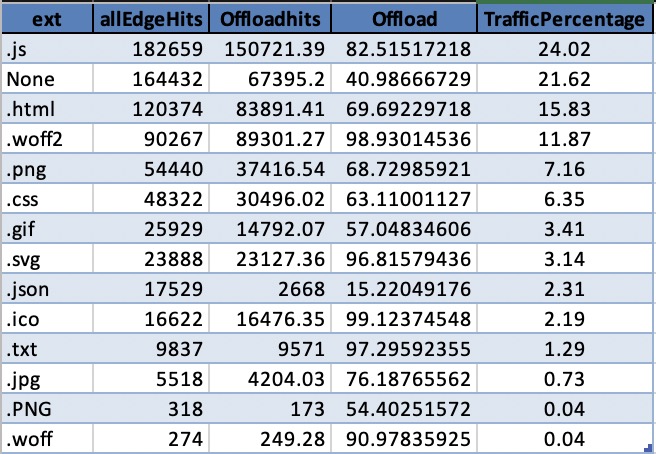 ext allEdgeHits Offloadhits Offload TrafficPercentage
.js 182659 150721.39 82.51517218 24.02
None 164432 67395.2 40.98666729 21.62
.html 120374 83891.41 69.69229718 15.83
.woff2 90267 89301.27 98.93014536 11.87
.png 54440 37416.54 68.72985921 7.16
.css 48322 30496.02 63.11001127 6.35
.gif 25929 14792.07 57.04834606 3.41
.svg 23888 23127.36 96.81579436 3.14
.json 17529 2668 15.22049176 2.31
.ico 16622 16476.35 99.12374548 2.19
.txt 9837 9571 97.29592355 1.29
.jpg 5518 4204.03 76.18765562 0.73
.PNG 318 173 54.40251572 0.04
.woff 274 249.28 90.97835925 0.04